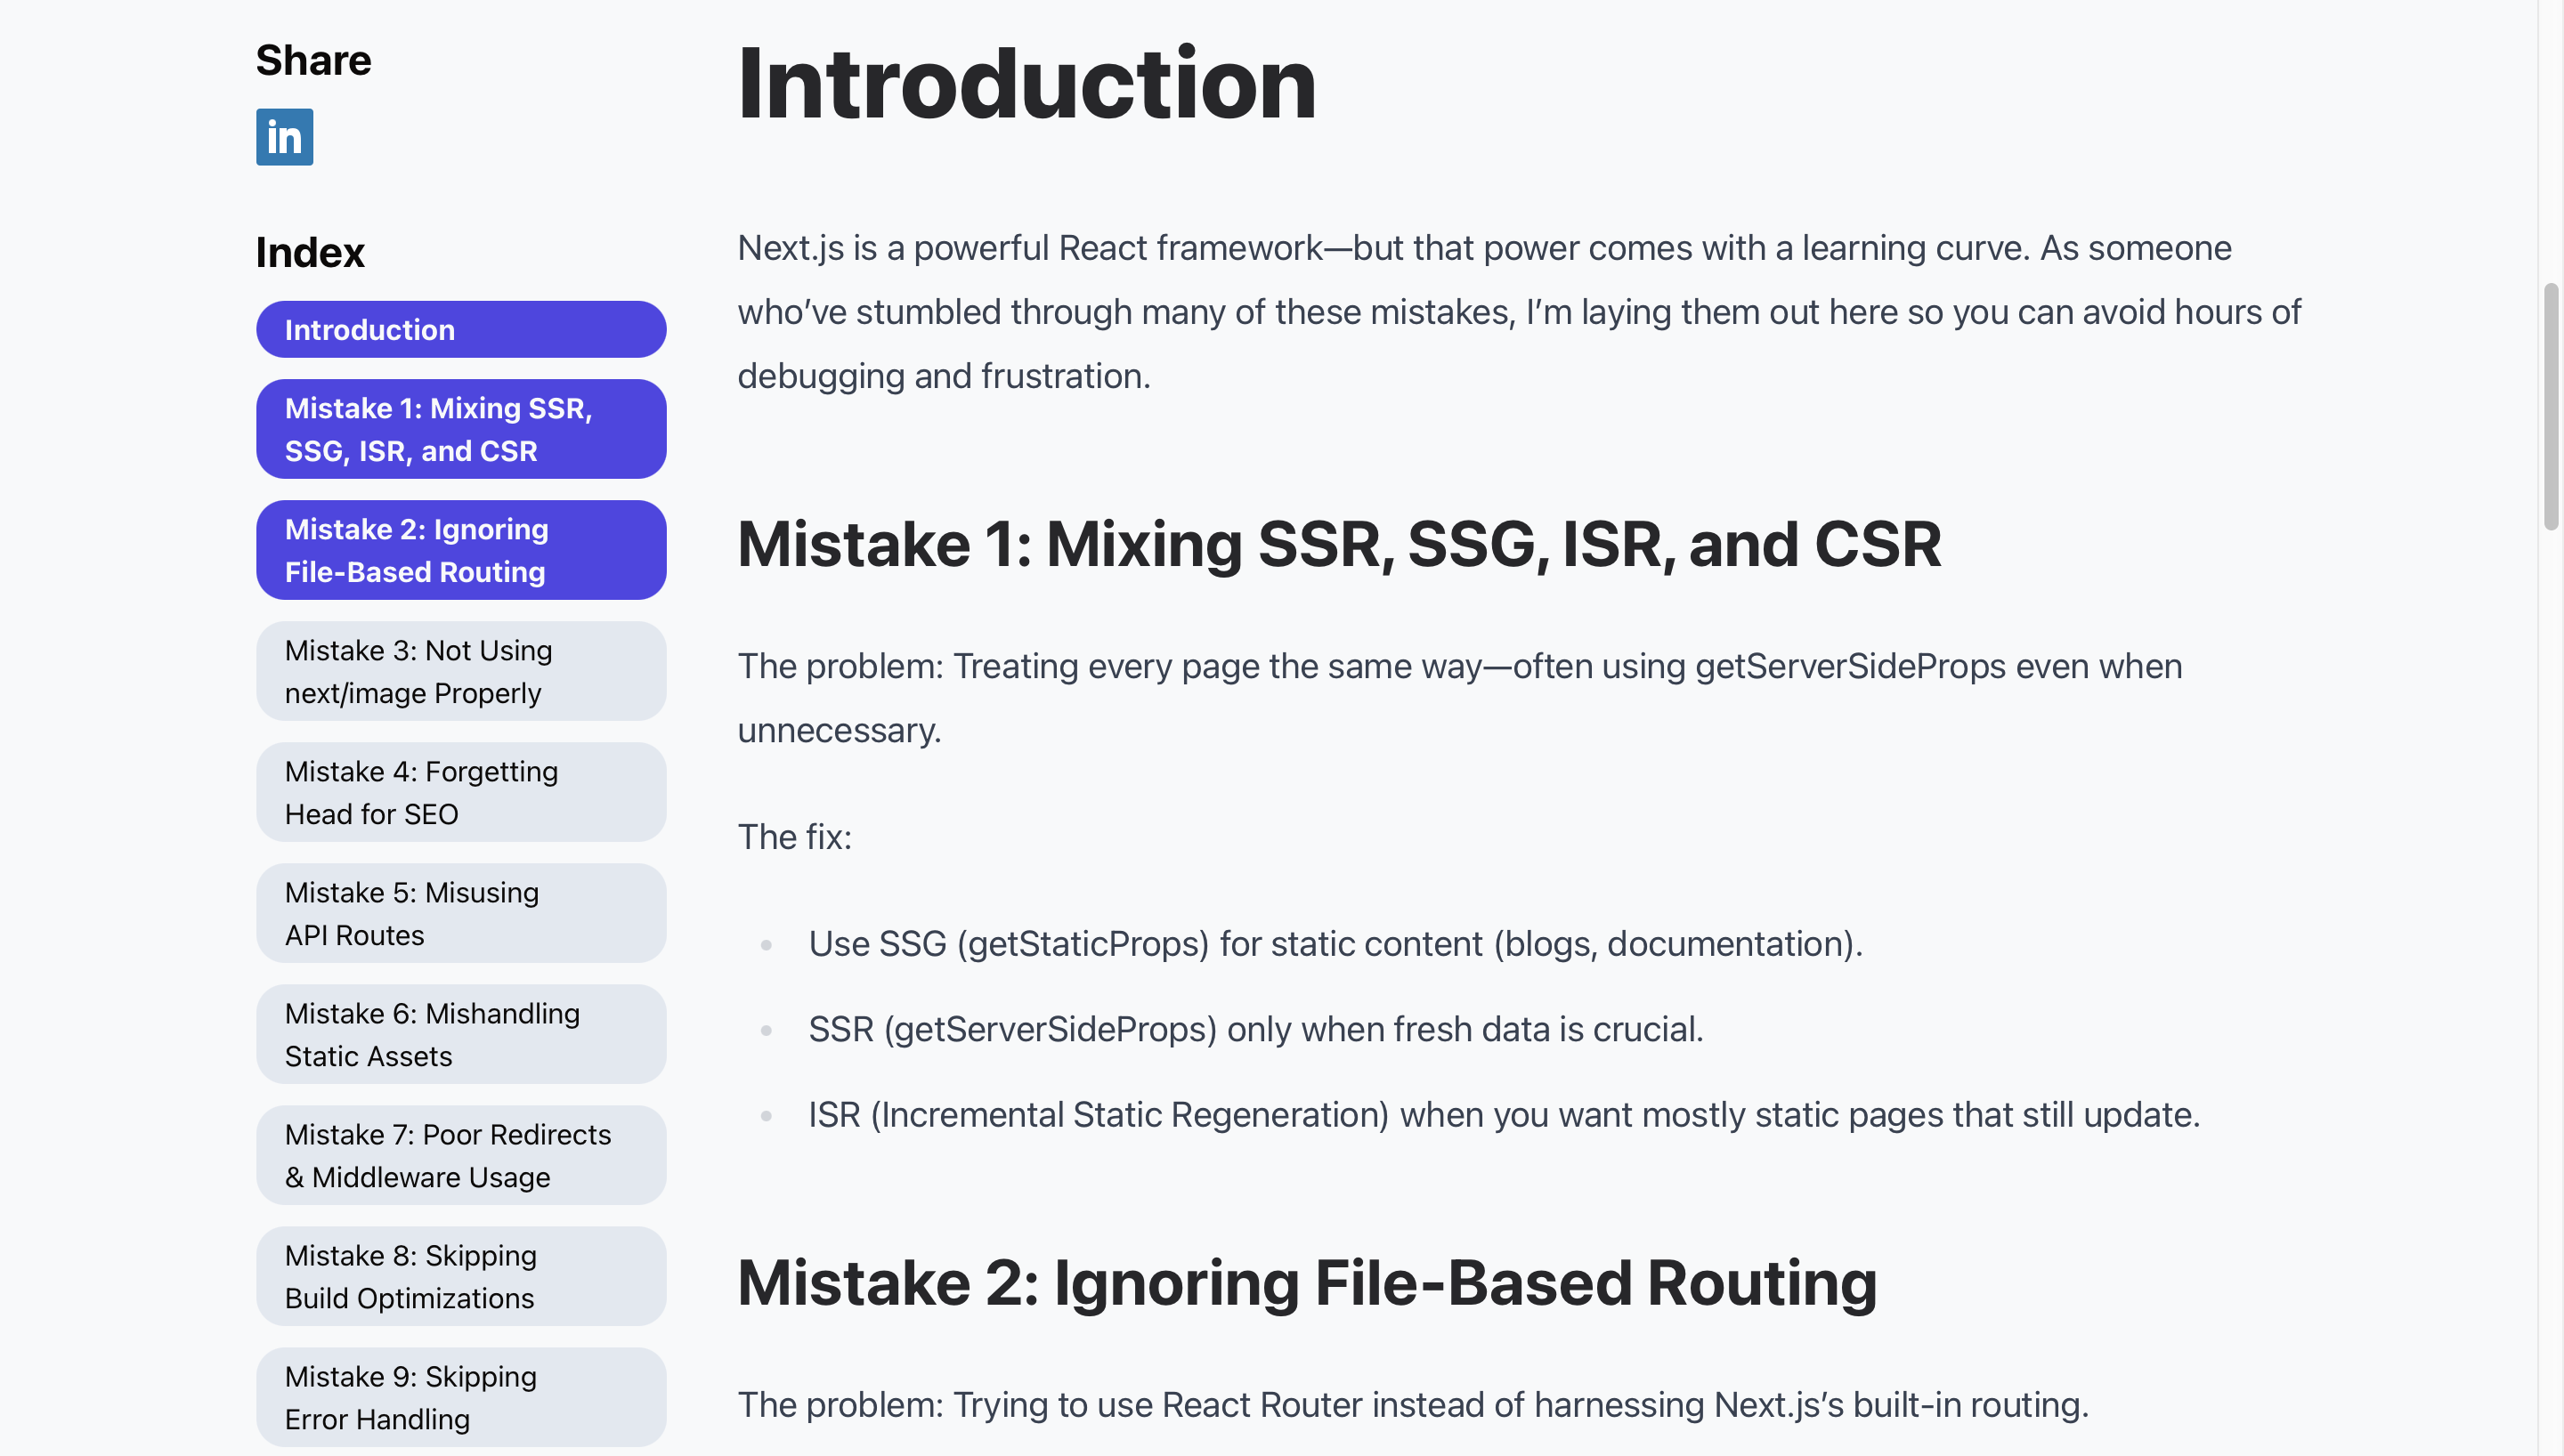 Share
in
Index
Introduction
Mistake 1: Mixing SSR,
SSG, ISR, and CSR
Mistake 2: Ignoring
File-Based Routing
Mistake 3: Not Using
next/image Properly
Mistake 4: Forgetting
Head for SEO
Mistake 5: Misusing
API Routes
Mistake 6: Mishandling
Static Assets
Mistake 7: Poor Redirects
& Middleware Usage
Mistake 8: Skipping
Build Optimizations
Mistake 9: Skipping
Error Handling
Introduction
Next.js is a powerful React framework—but that power comes with a learning curve. As someone
who’ve stumbled through many of these mistakes, I’m laying them out here so you can avoid hours of
debugging and frustration.
Mistake 1: Mixing SSR, SSG, ISR, and CSR
The problem: Treating every page the same way—often using getServerSideProps even when
unnecessary.
The fix:
• Use SSG (getStaticProps) for static content (blogs, documentation).
• SSR (getServerSideProps) only when fresh data is crucial.
• ISR (Incremental Static Regeneration) when you want mostly static pages that still update.
Mistake 2: Ignoring File-Based Routing
The problem: Trying to use React Router instead of harnessing Next.js’s built-in routing.